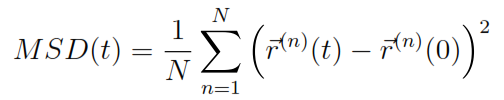 $MSD(t) = \frac{1}{N} \sum_{n=1}^{N} \left( \vec{r}^{(n)}(t) - \vec{r}^{(n)}(0) \right)^2$